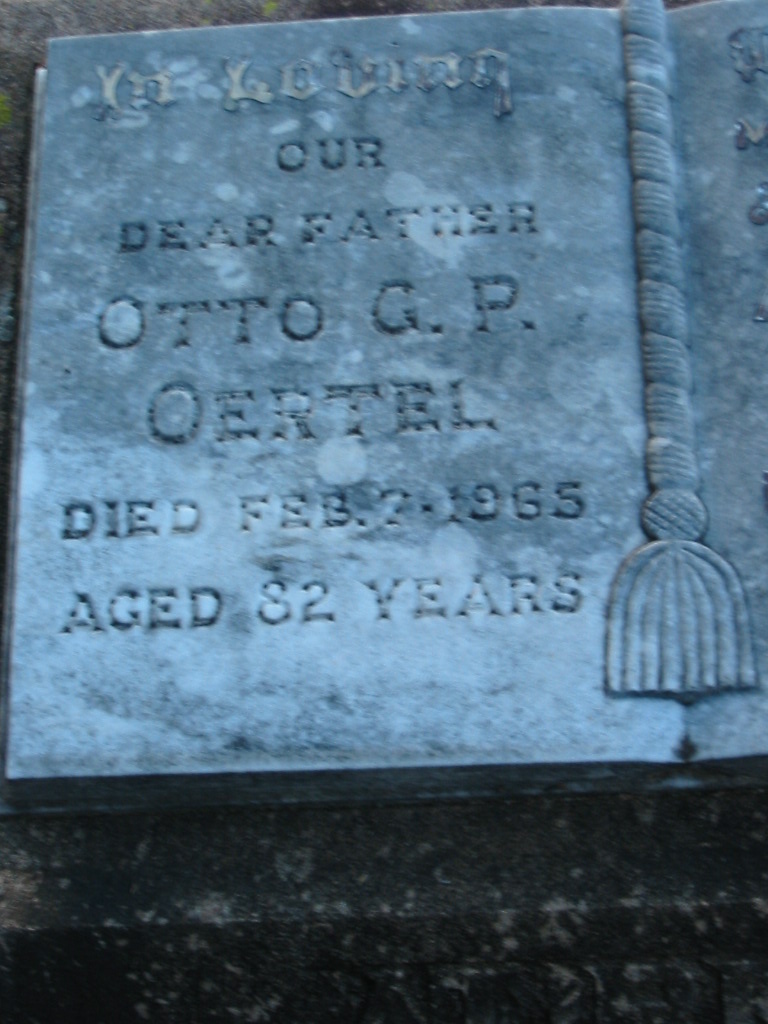 In Loving
OUR
DEAR FATHER
OTTO G. P.
OERTEL
DIED FEB. 7. 1965
AGED 82 YEARS